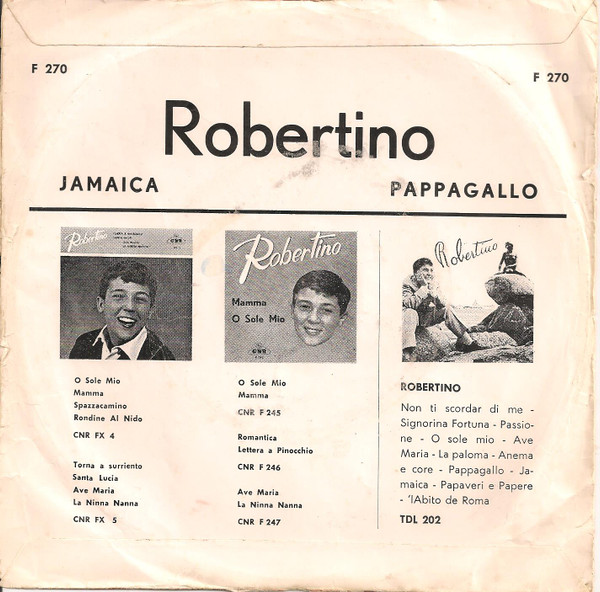 F 270
F 270
Robertino
JAMAICA
PAPPAGALLO
Robertino
CNR
Robertino
Mamma
O Sole Mio
CNR
Robertino
O Sole Mio
Mamma
Spazzacamino
Rondine Al Nido
CNR FX 4
Torna a surriento
Santa Lucia
Ave Maria
La Ninna Nanna
CNR FX 5
O Sole Mio
Mamma
CNR F 245
Romantica
Lettera a Pinocchio
CNR F 246
Ave Maria
La Ninna Nanna
CNR F 247
ROBERTINO
Non ti scordar di me -
Signorina Fortuna - Passio-
ne - O sole mio - Ave
Maria - La paloma - Anema
e core - Pappagallo - Ja-
maica - Papaveri e Papere
- 'lAbito de Roma
TDL 202